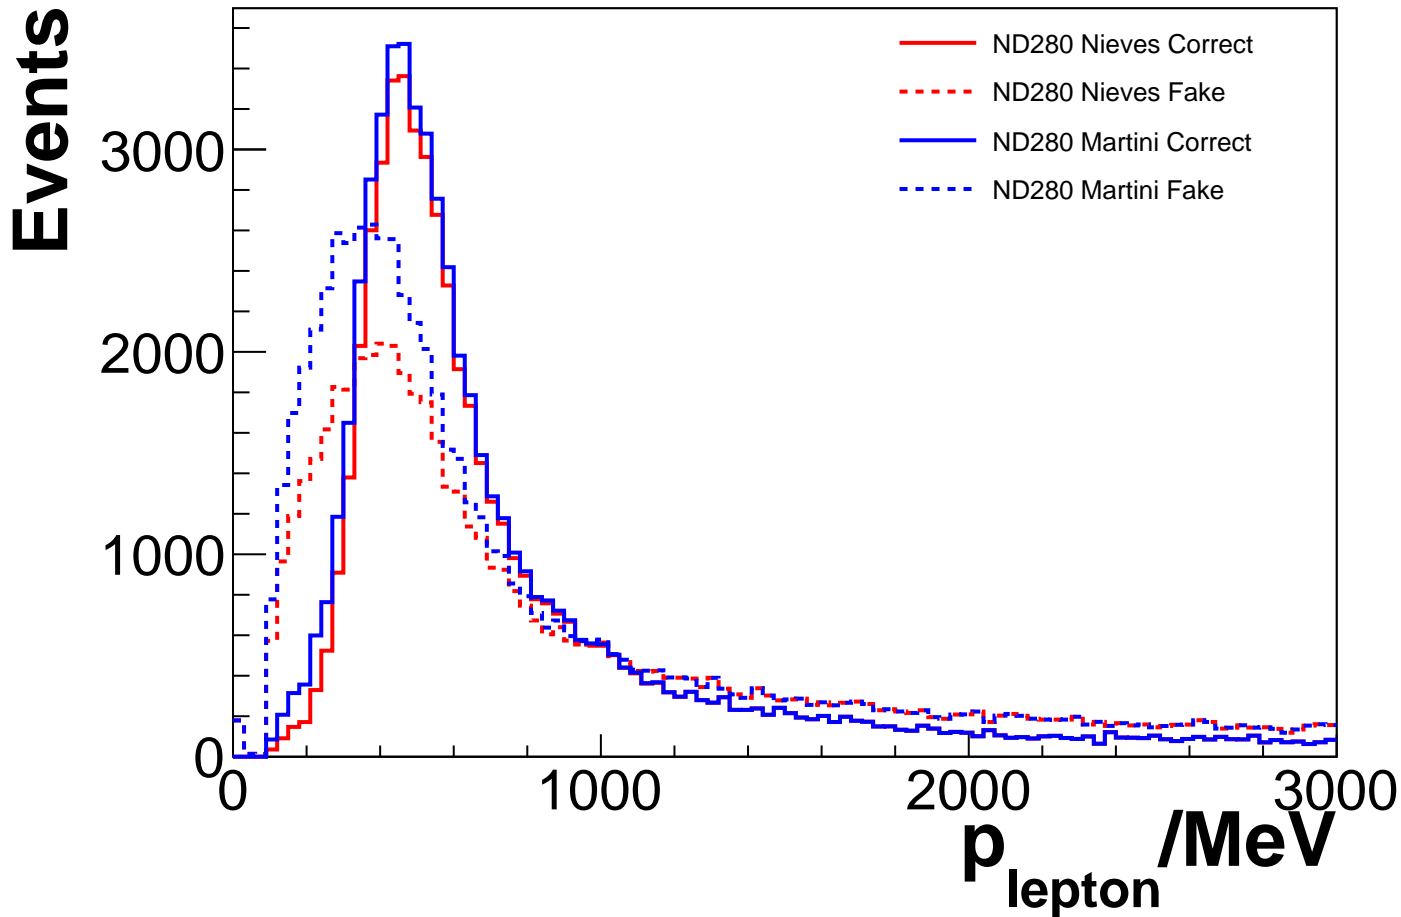 Events
3000
2000
1000
0
0
1000
2000
3000
p_lepton/MeV
ND280 Nieves Correct
ND280 Nieves Fake
ND280 Martini Correct
ND280 Martini Fake